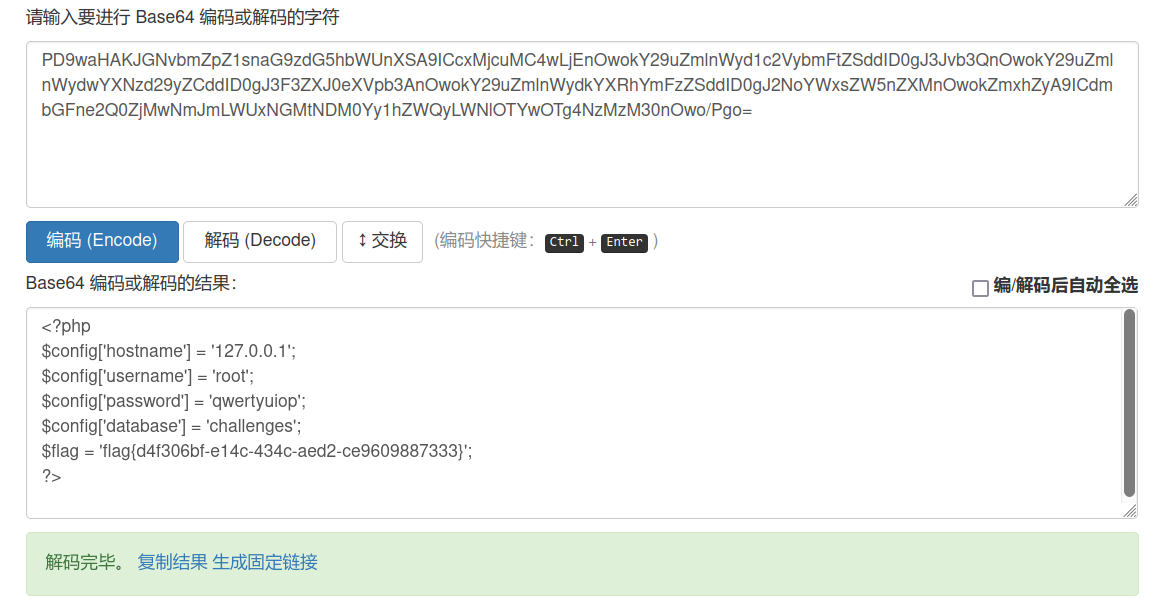 请输入要进行 Base64 编码或解码的字符
PD9waHAKJGNvbmZpZ1snaG9zdG5hbWUnXSA9ICcxMjcuMC4wLjEnOwokY29uZmlnWyd1c2VybmFtZSddID0gJ3Jvb3QnOwokY29uZml
nWydwYXNzd29yZCddID0gJ3F3ZXJ0eXVpb3AnOwokY29uZmlnWydkYXRhYmFzZSddID0gJ2NoYWxsZW5nZXMnOwokZmxhZyA9ICdm
bGFne2Q0ZjMwNmJmLWUxNGMtNDM0Yy1hZWQyLWNlOTYwOTg4NzMzM30nOwo/Pgo=
编码 (Encode) 解码 (Decode) ↕ 交换 (编码快捷键： Ctrl + Enter )
Base64 编码或解码的结果： 编/解码后自动全选
<?php
$config['hostname'] = '127.0.0.1';
$config['username'] = 'root';
$config['password'] = 'qwertyuiop';
$config['database'] = 'challenges';
$flag = 'flag{d4f306bf-e14c-434c-aed2-ce9609887333}';
?>
解码完毕。 复制结果 生成固定链接